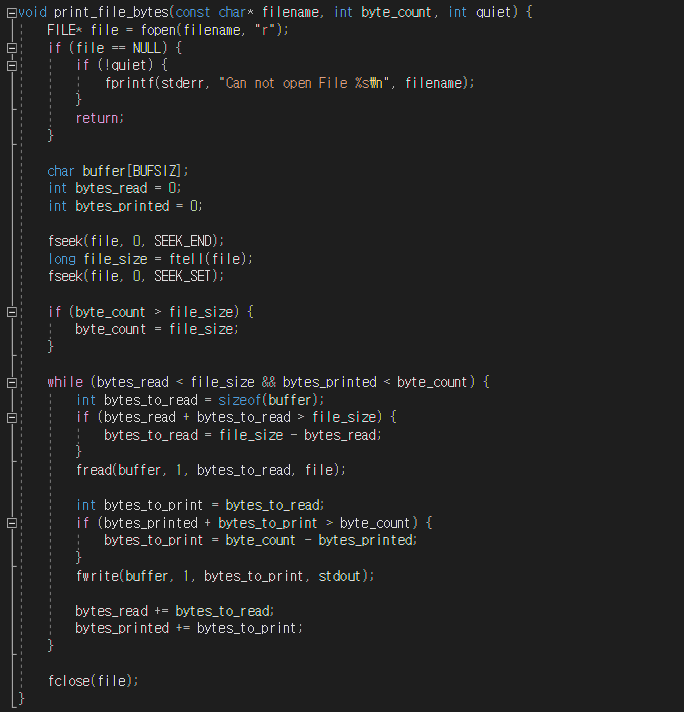 void print_file_bytes(const char* filename, int byte_count, int quiet) {
    FILE* file = fopen(filename, "r");
    if (file == NULL) {
        if (!quiet) {
            fprintf(stderr, "Can not open File %s₩n", filename);
        }
        return;
    }

    char buffer[BUFSIZ];
    int bytes_read = 0;
    int bytes_printed = 0;

    fseek(file, 0, SEEK_END);
    long file_size = ftell(file);
    fseek(file, 0, SEEK_SET);

    if (byte_count > file_size) {
        byte_count = file_size;
    }

    while (bytes_read < file_size && bytes_printed < byte_count) {
        int bytes_to_read = sizeof(buffer);
        if (bytes_read + bytes_to_read > file_size) {
            bytes_to_read = file_size - bytes_read;
        }
        fread(buffer, 1, bytes_to_read, file);

        int bytes_to_print = bytes_to_read;
        if (bytes_printed + bytes_to_print > byte_count) {
            bytes_to_print = byte_count - bytes_printed;
        }
        fwrite(buffer, 1, bytes_to_print, stdout);

        bytes_read += bytes_to_read;
        bytes_printed += bytes_to_print;
    }

    fclose(file);
}